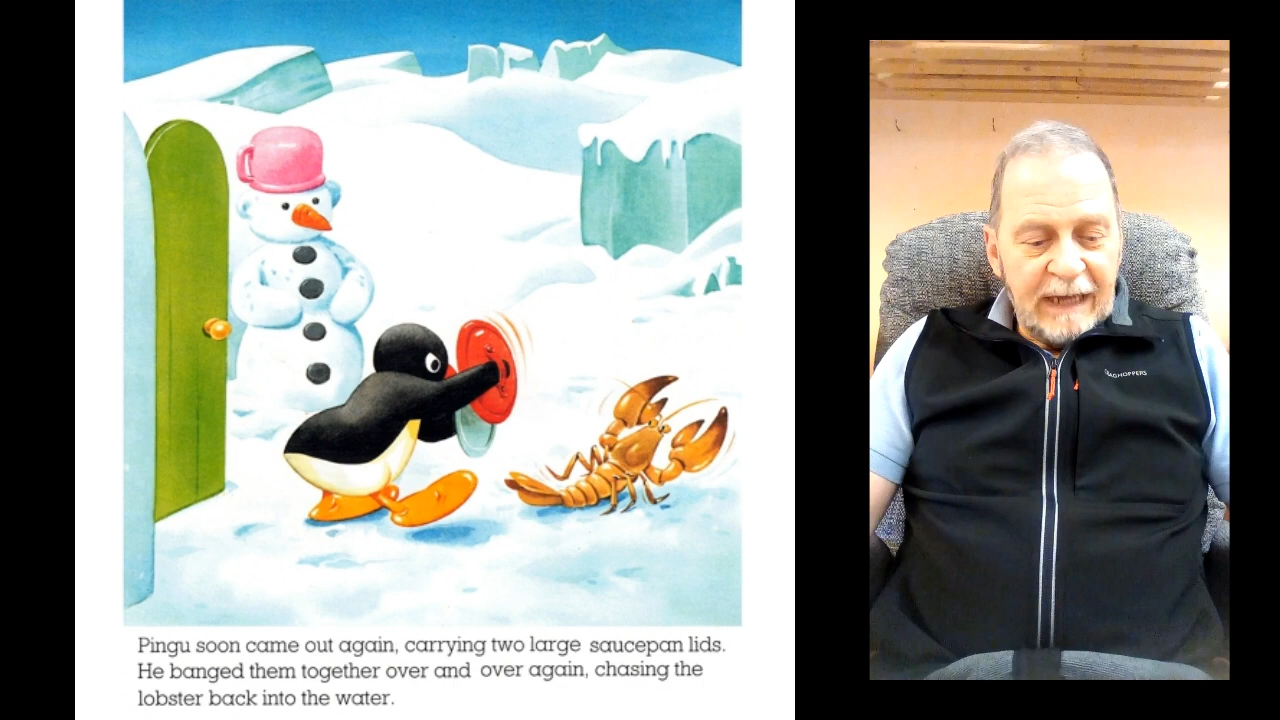 Pingu soon came out again, carrying two large saucepan lids.
He banged them together over and over again, chasing the
lobster back into the water.
CRAGHOPPERS